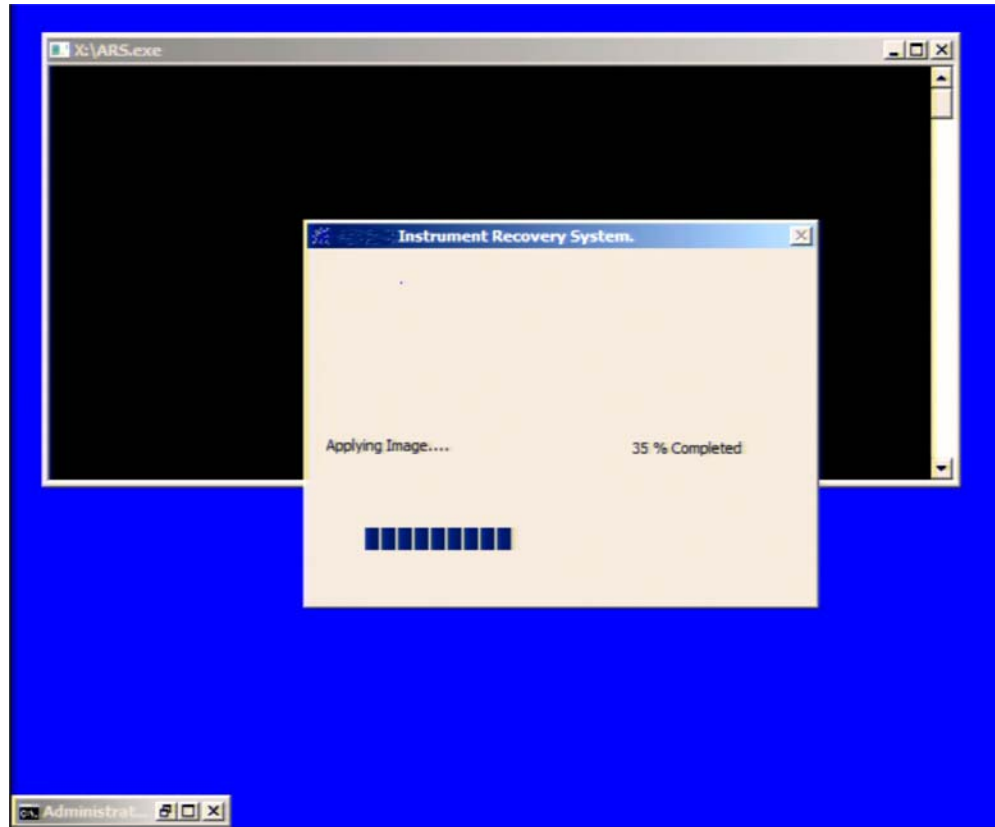 X:\ARS.exe
Instrument Recovery System.
Applying Image....
35 % Completed
Administrat...